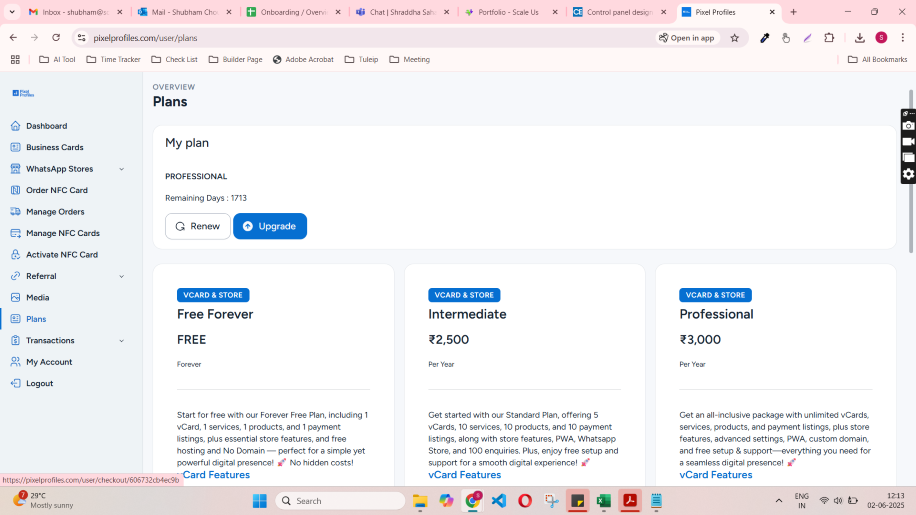 Inbox - shubham@s
Mail - Shubham Cho
Onboarding / Overvi
Chat | Shraddha Sah
Portfolio - Scale Us
Control panel design
Pixel Profiles
pixelprofiles.com/user/plans
Open in app
S
AI Tool
Time Tracker
Check List
Builder Page
Adobe Acrobat
Tuleip
Meeting
All Bookmarks
Pixel
Profiles
Dashboard
Business Cards
WhatsApp Stores
Order NFC Card
Manage Orders
Manage NFC Cards
Activate NFC Card
Referral
Media
Plans
Transactions
My Account
Logout
OVERVIEW
Plans
My plan
PROFESSIONAL
Remaining Days : 1713
Renew
Upgrade
VCARD & STORE
Free Forever
FREE
Forever
Start for free with our Forever Free Plan, including 1
vCard, 1 services, 1 products, and 1 payment
listings, plus essential store features, and free
hosting and No Domain — perfect for a simple yet
powerful digital presence! 🚀 No hidden costs!
vCard Features
VCARD & STORE
Intermediate
₹2,500
Per Year
Get started with our Standard Plan, offering 5
vCards, 10 services, 10 products, and 10 payment
listings, along with store features, PWA, Whatsapp
Store, and 100 enquiries. Plus, enjoy free setup and
support for a smooth digital experience! 🚀
vCard Features
VCARD & STORE
Professional
₹3,000
Per Year
Get an all-inclusive package with unlimited vCards,
services, products, and payment listings, plus store
features, advanced settings, PWA, custom domain,
and free setup & support—everything you need for
a seamless digital presence! 🚀
vCard Features
https://pixelprofiles.com/user/checkout/606732cb4ec9b
7
29°C
Mostly sunny
Search
ENG
IN
12:13
02-06-2025